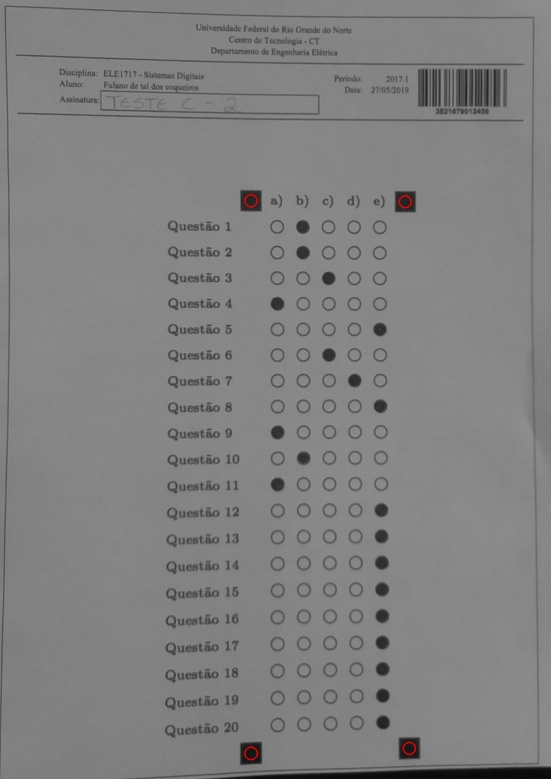 Universidade Federal do Rio Grande do Norte
Centro de Tecnologia - CT
Departamento de Engenharia Elétrica
Disciplina: ELE1717 - Sistemas Digitais
Aluno: Fulano de tal dos coqueiros
Assinatura: TESTE C - 2
Periodo: 2017.1
Data: 27/05/2019
3821679012456
a) b) c) d) e)
Questão 1
Questão 2
Questão 3
Questão 4
Questão 5
Questão 6
Questão 7
Questão 8
Questão 9
Questão 10
Questão 11
Questão 12
Questão 13
Questão 14
Questão 15
Questão 16
Questão 17
Questão 18
Questão 19
Questão 20